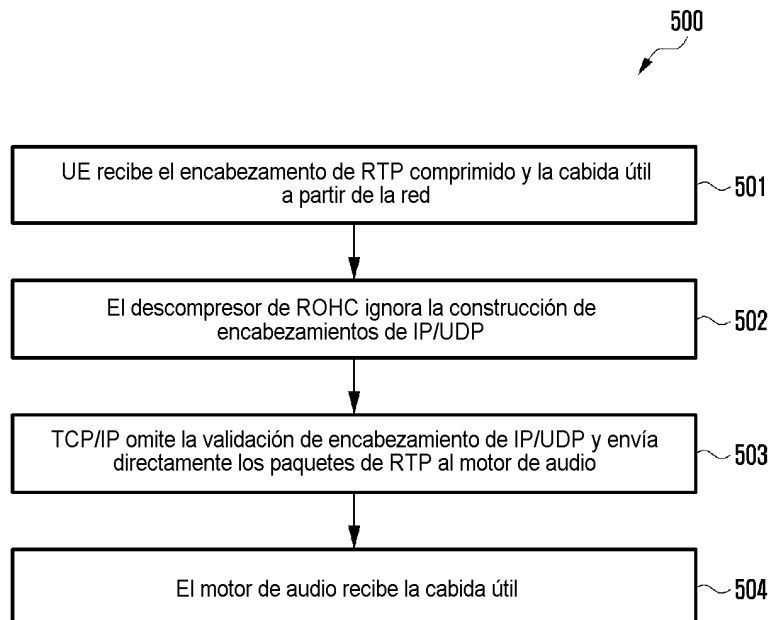 500
UE recibe el encabezamento de RTP comprimido y la cabida útil
a partir de la red
501
El descompresor de ROHC ignora la construcción de
encabezamientos de IP/UDP
502
TCP/IP omite la validación de encabezamiento de IP/UDP y envía
directamente los paquetes de RTP al motor de audio
503
El motor de audio recibe la cabida útil
504